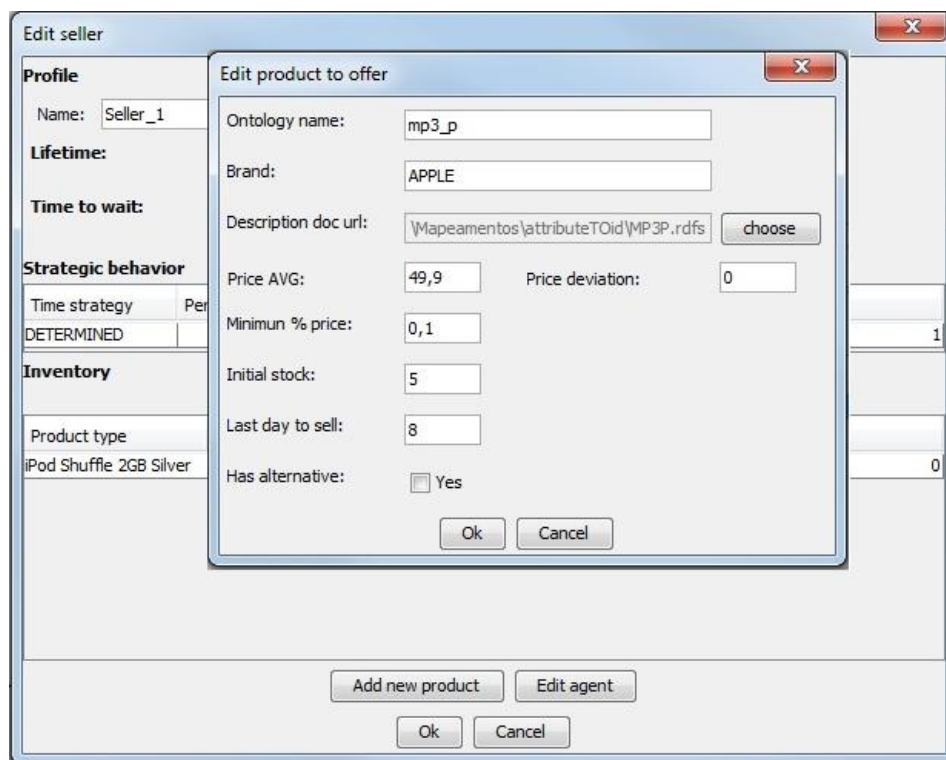 Edit seller
Profile
Name: Seller_1
Lifetime:
Time to wait:
Strategic behavior
Time strategy Per
DETERMINED 1
Inventory
Product type
iPod Shuffle 2GB Silver 0
Add new product Edit agent
Ok Cancel
Edit product to offer
Ontology name: mp3_p
Brand: APPLE
Description doc url: \Mapeamentos\attributeTOid\MP3P.rdfs choose
Price AVG: 49,9 Price deviation: 0
Minimun % price: 0,1
Initial stock: 5
Last day to sell: 8
Has alternative: Yes
Ok Cancel